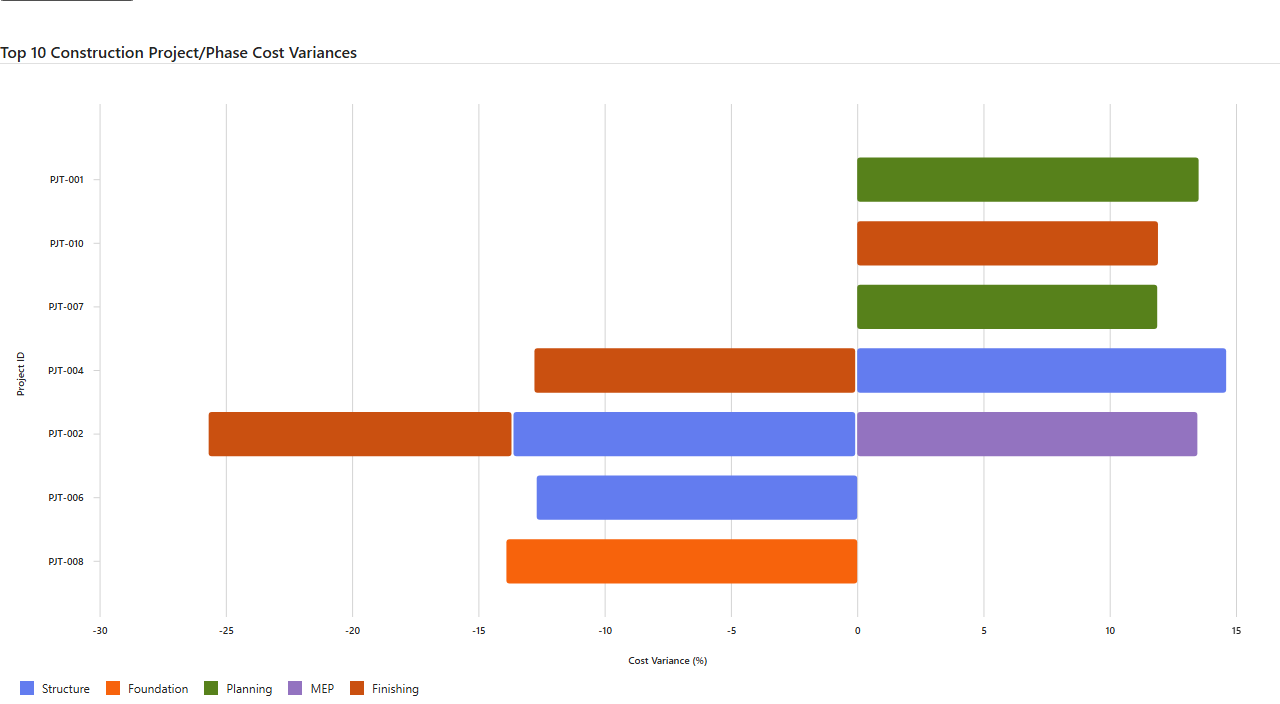 Top 10 Construction Project/Phase Cost Variances
PJT-001
PJT-010
PJT-007
PJT-004
PJT-002
PJT-006
PJT-008
Project ID
-30 -25 -20 -15 -10 -5 0 5 10 15
Cost Variance (%)
Structure Foundation Planning MEP Finishing